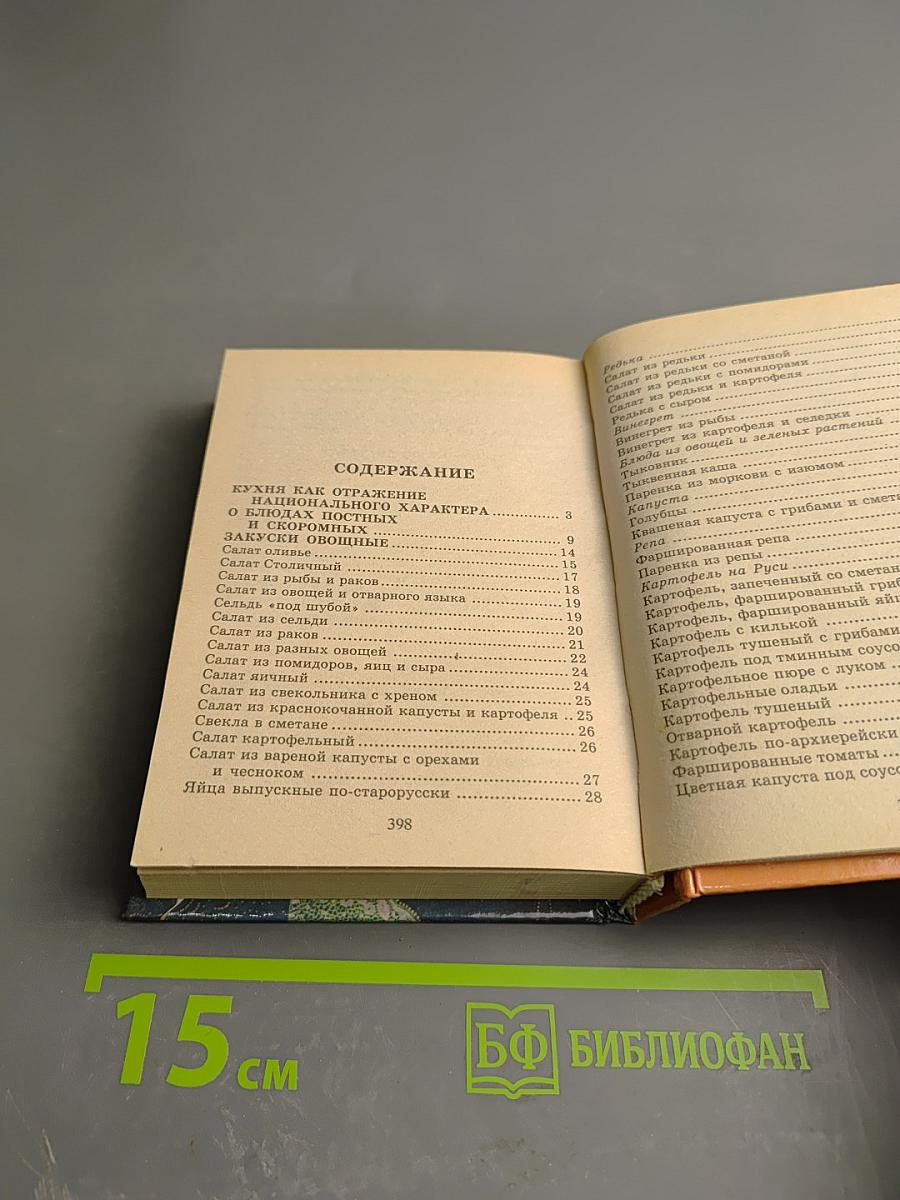 СОДЕРЖАНИЕ
КУХНЯ КАК ОТРАЖЕНИЕ
НАЦИОНАЛЬНОГО ХАРАКТЕРА ........ 3
О БЛЮДАХ ПОСТНЫХ
И СКОРОМНЫХ ........ 9
ЗАКУСКИ ОВОЩНЫЕ ........ 14
Салат оливье ........ 15
Салат Столичный ........ 17
Салат из рыбы и раков ........ 18
Салат из овощей и отварного языка ........ 19
Сельдь «под шубой» ........ 19
Салат из сельди ........ 20
Салат из раков ........ 21
Салат из разных овощей ........ 22
Салат из помидоров, яиц и сыра ........ 24
Салат яичный ........ 24
Салат из свекольника с хреном ........ 25
Салат из краснокочанной капусты и картофеля .. 25
Свекла в сметане ........ 26
Салат картофельный ........ 26
Салат из вареной капусты с орехами
и чесноком ........ 27
Яйца выпускные по-старорусски ........ 28
398
Редька ........
Салат из редьки ........
Салат из редьки со сметаной ........
Салат из редьки с помидорами ........
Салат из редьки и картофеля ........
Редька с сыром ........
Винегрет ........
Винегрет из рыбы ........
Винегрет из картофеля и селедки ........
Блюда из овощей и зеленых растений
Тыковник ........
Тыквенная каша ........
Паренка из моркови с изюмом ........
Капуста ........
Голубцы ........
Квашеная капуста с грибами и смета
Репа ........
Фаршированная репа ........
Паренка из репы ........
Картофель на Руси ........
Картофель, запеченный со сметан
Картофель, фаршированный гриб
Картофель, фаршированный яйц
Картофель с килькой ........
Картофель тушеный с грибами
Картофель под тминным соусо
Картофельное пюре с луком ...
Картофельные оладьи ........
Картофель тушеный ........
Отварной картофель ........
Картофель по-архиерейски
Фаршированные томаты ...
Цветная капуста под соусо
15 см
БФ БИБЛИОФАН